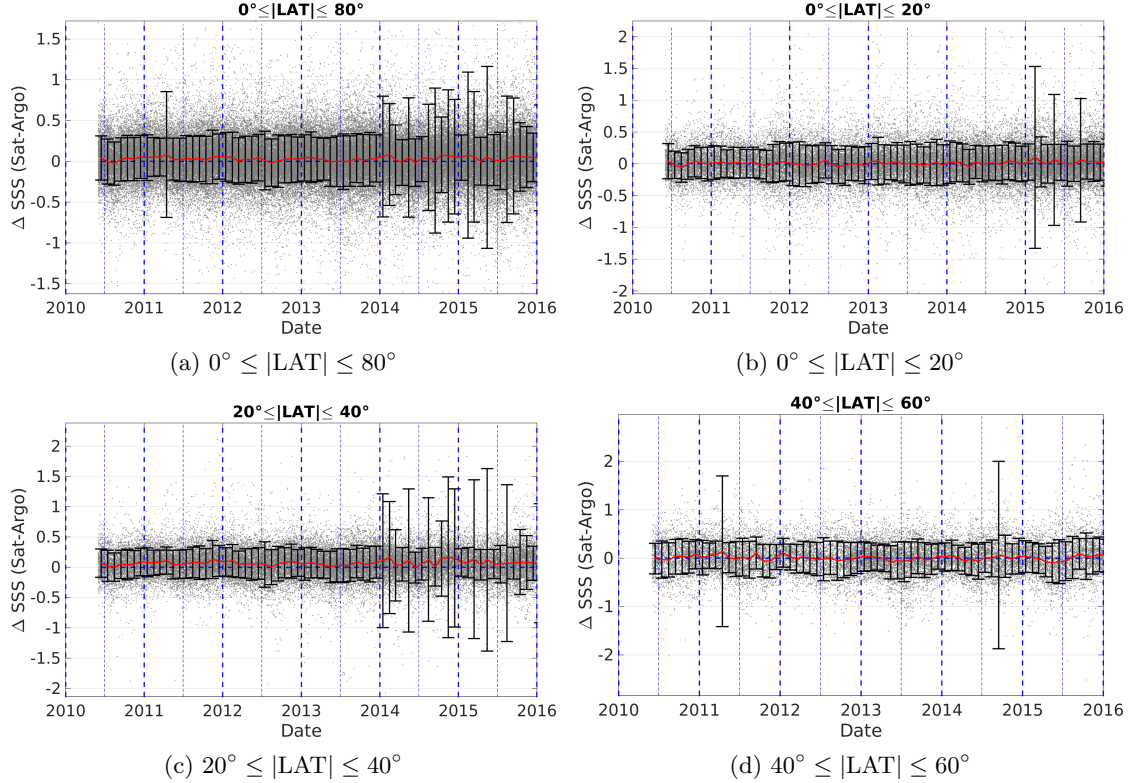 0°≤|LAT|≤ 80°
Δ SSS (Sat-Argo)
1.5
1
0.5
0
-0.5
-1
-1.5
2010 2011 2012 2013 2014 2015 2016
Date
(a) 0° ≤ |LAT| ≤ 80°
0°≤|LAT|≤ 20°
Δ SSS (Sat-Argo)
2
1.5
1
0.5
0
-0.5
-1
-1.5
-2
2010 2011 2012 2013 2014 2015 2016
Date
(b) 0° ≤ |LAT| ≤ 20°
20°≤|LAT|≤ 40°
Δ SSS (Sat-Argo)
2
1.5
1
0.5
0
-0.5
-1
-1.5
-2
2010 2011 2012 2013 2014 2015 2016
Date
(c) 20° ≤ |LAT| ≤ 40°
40°≤|LAT|≤ 60°
Δ SSS (Sat-Argo)
2
1
0
-1
-2
2010 2011 2012 2013 2014 2015 2016
Date
(d) 40° ≤ |LAT| ≤ 60°